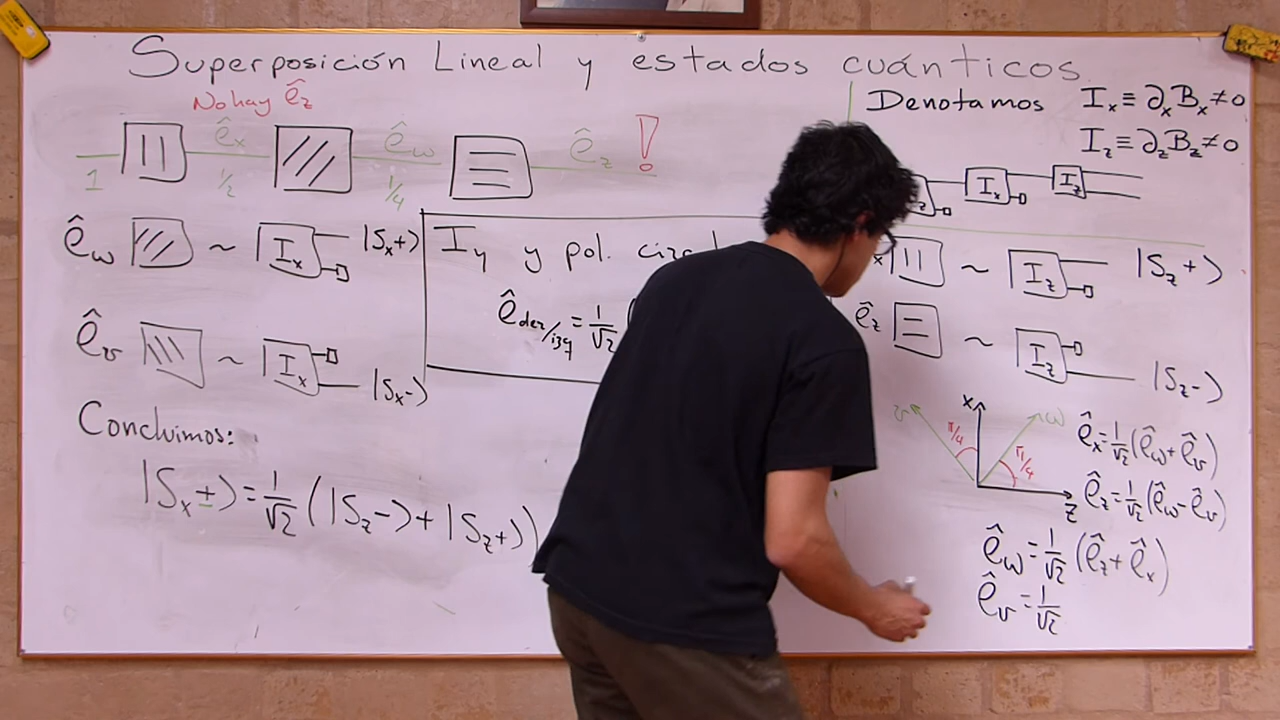 Superposición Lineal y estados cuánticos
No hay ê_z
1
ê_x
1/2
ê_w
1/4
ê_z !
ê_w ~ I_x |S_x+⟩
ê_v ~ I_x |S_x-⟩
I_y y pol. circ
ê_der/izq = 1/√2 (
Concluimos:
|S_x±⟩ = 1/√2 (|S_z-⟩ + |S_z+⟩)
Denotamos I_x ≡ ∂_x B_x ≠ 0
I_z ≡ ∂_z B_z ≠ 0
I_x I_z
~ I_z |S_z+⟩
ê_z ~ I_z |S_z-⟩
v π/4 x π/4 w z
ê_x = 1/√2 (ê_w + ê_v)
ê_z = 1/√2 (ê_w - ê_v)
ê_w = 1/√2 (ê_z + ê_x)
ê_v = 1/√2